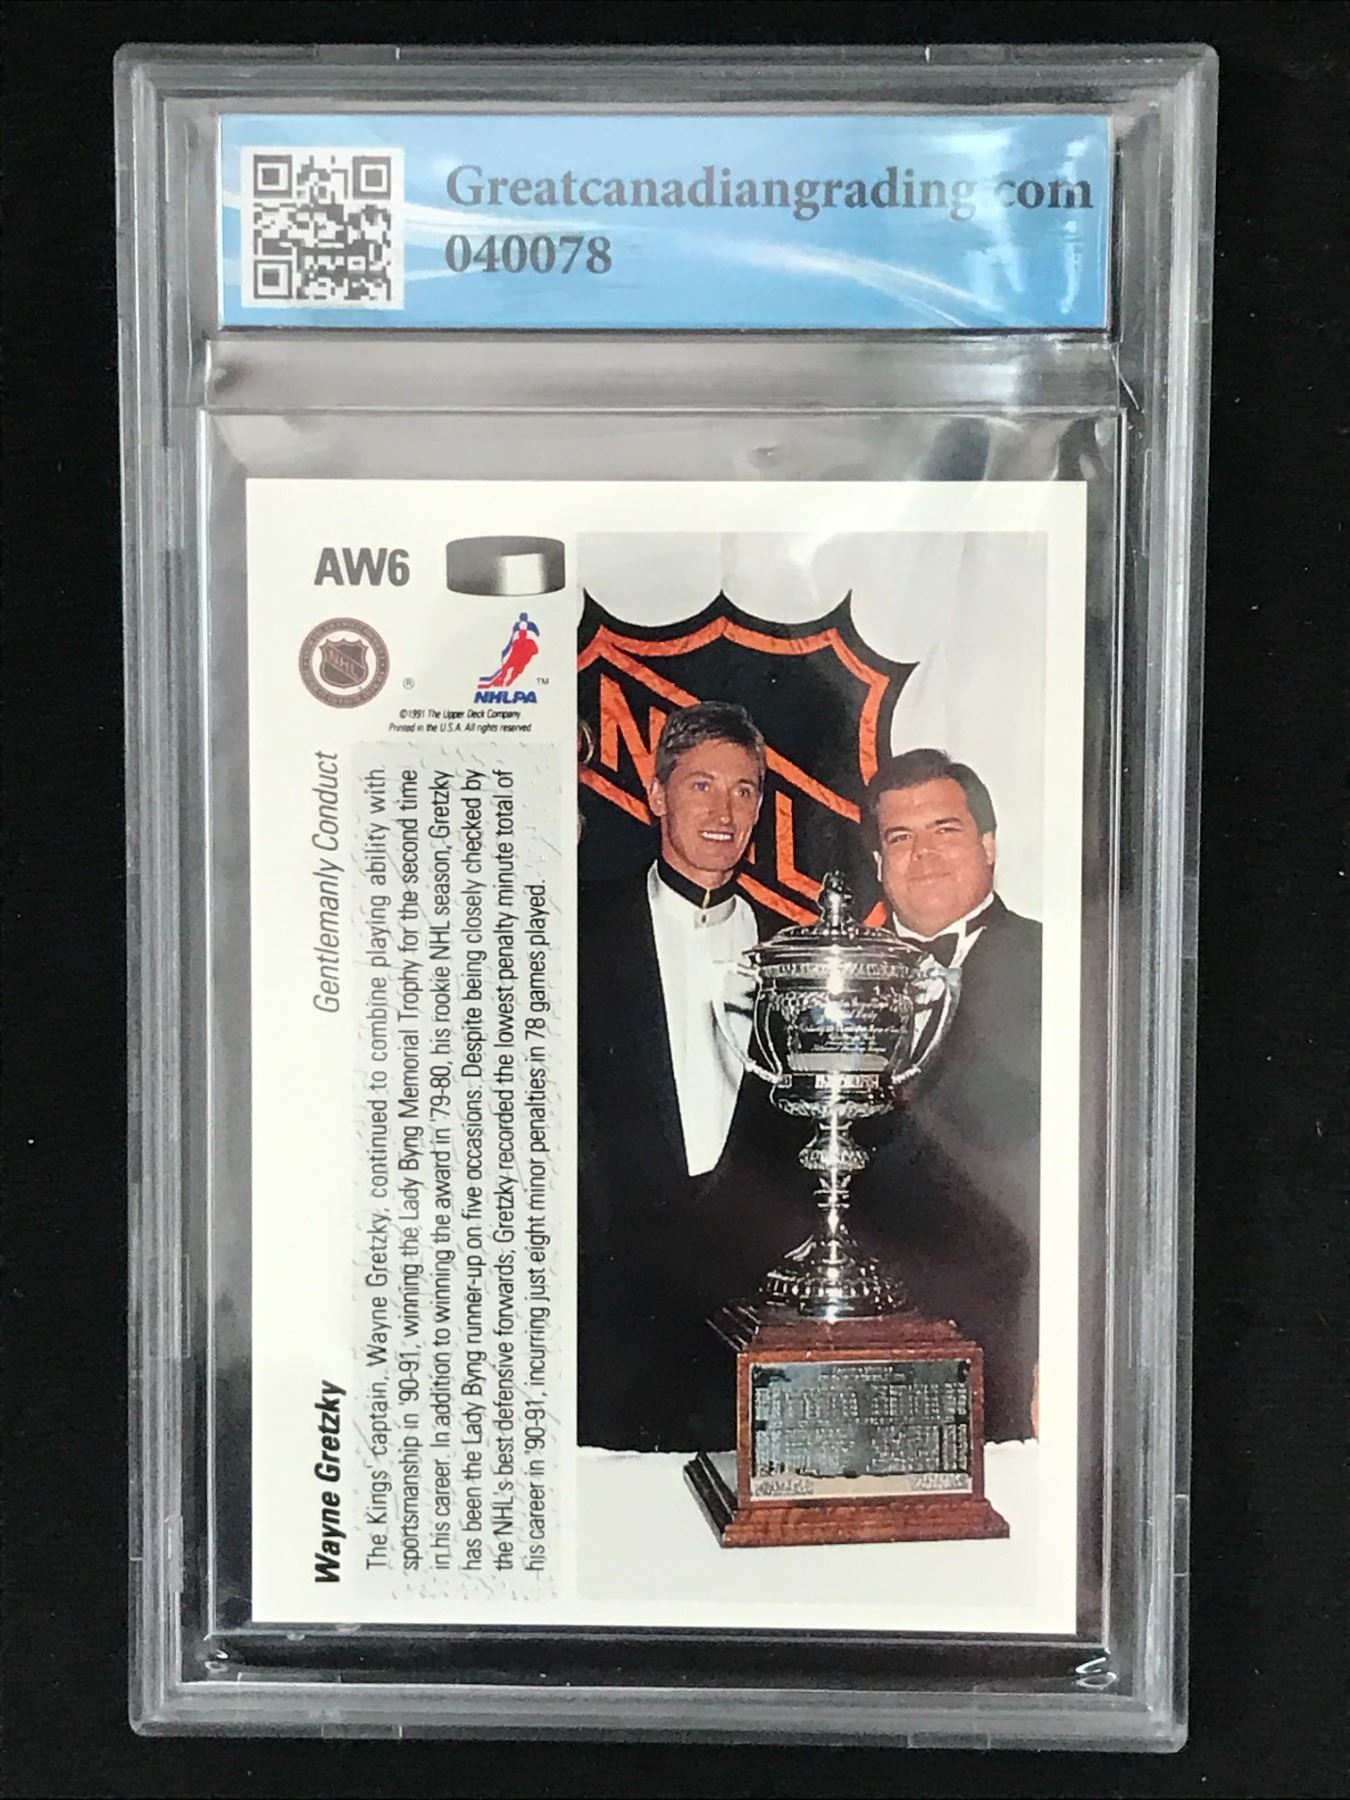 Greatcanadiangrading.com
040078
AW6
NHL
®
NHLPA
TM
©1991 The Upper Deck Company
Printed in the U.S.A. All rights reserved
NHL
Wayne Gretzky
Gentlemanly Conduct
The Kings' captain, Wayne Gretzky, continued to combine playing ability with
sportsmanship in '90-91, winning the Lady Byng Memorial Trophy for the second time
in his career. In addition to winning the award in '79-80, his rookie NHL season, Gretzky
has been the Lady Byng runner-up on five occasions. Despite being closely checked by
the NHL's best defensive forwards, Gretzky recorded the lowest penalty minute total of
his career in '90-91, incurring just eight minor penalties in 78 games played.